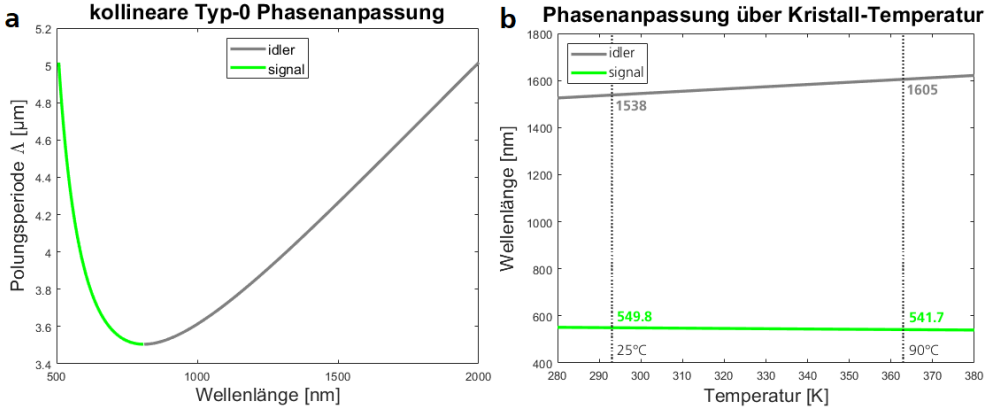 a
kollineare Typ-0 Phasenanpassung
5.2
5
4.8
4.6
4.4
4.2
4
3.8
3.6
3.4
Polungsperiode Λ [μm]
idler
signal
500
1000
1500
2000
Wellenlänge [nm]
b
Phasenanpassung über Kristall-Temperatur
1800
1600
1400
1200
1000
800
600
400
Wellenlänge [nm]
idler
signal
1538
1605
549.8
541.7
25°C
90°C
280
290
300
310
320
330
340
350
360
370
380
Temperatur [K]